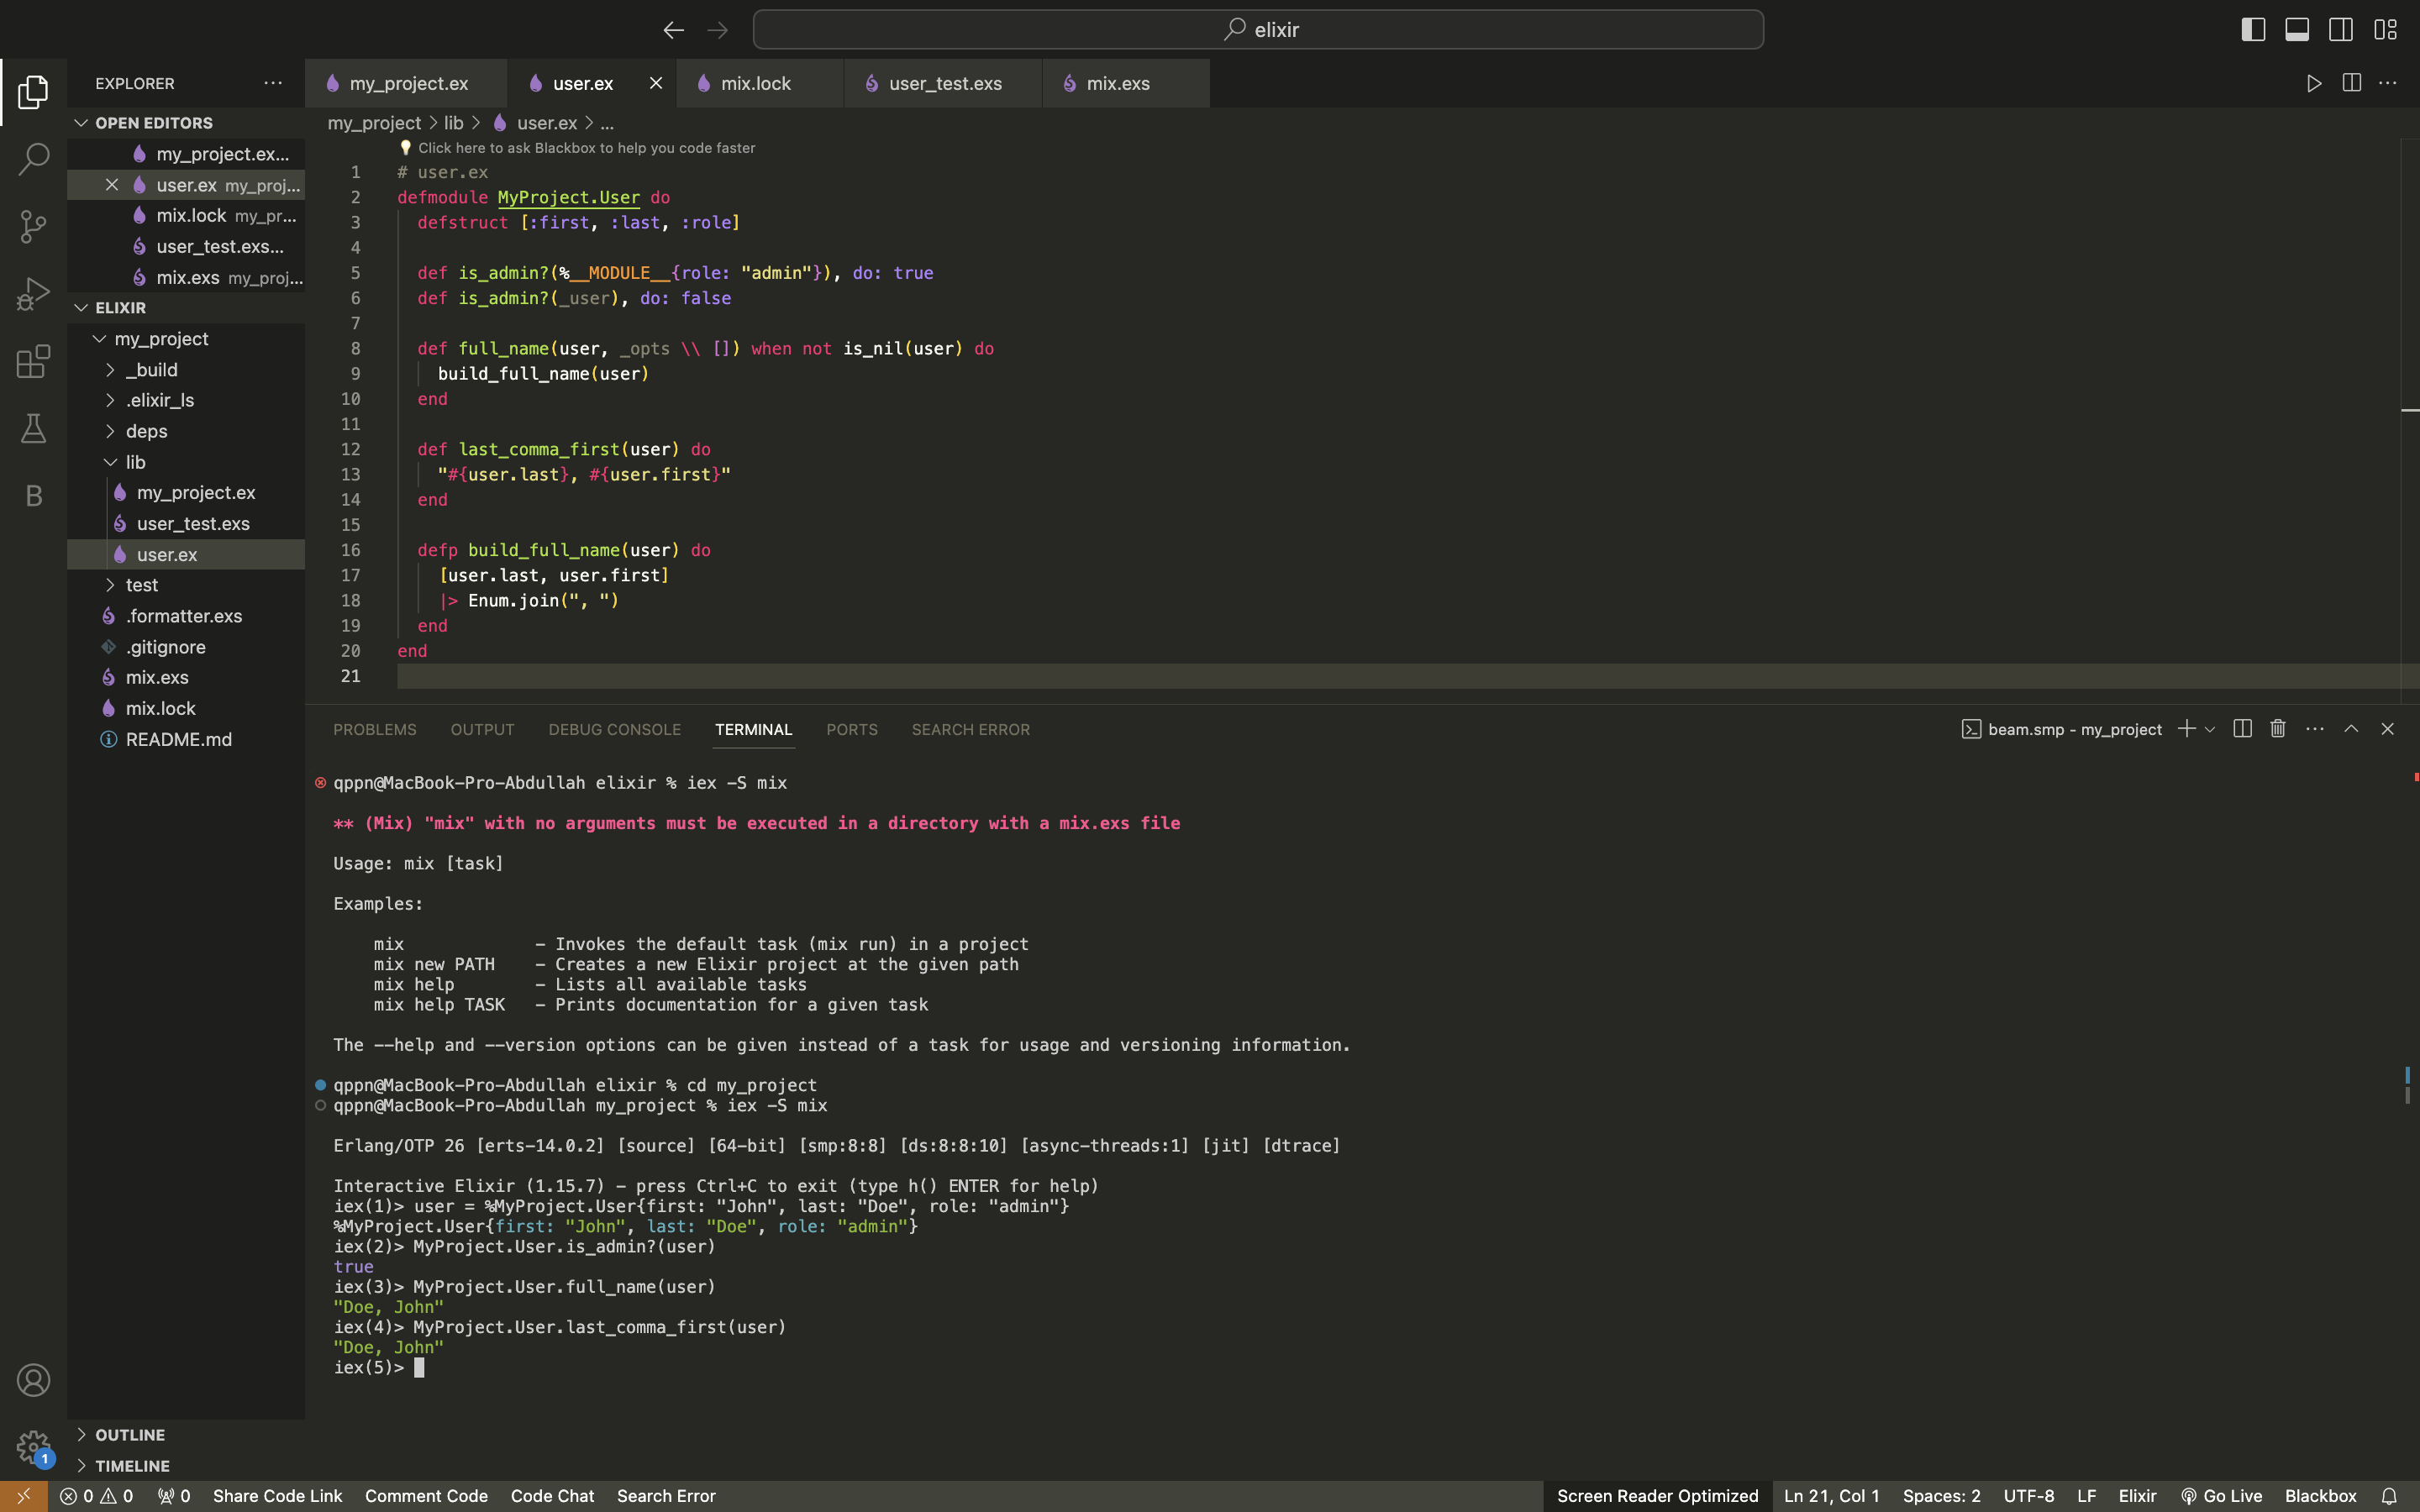 elixir
EXPLORER
my_project.ex
user.ex
mix.lock
user_test.exs
mix.exs
OPEN EDITORS
my_project.ex...
user.ex my_proj...
mix.lock my_pr...
user_test.exs...
mix.exs my_proj...
ELIXIR
my_project
_build
.elixir_ls
deps
lib
my_project.ex
user_test.exs
user.ex
test
.formatter.exs
.gitignore
mix.exs
mix.lock
README.md
OUTLINE
TIMELINE
B
1
my_project > lib > user.ex > ...
Click here to ask Blackbox to help you code faster
1 # user.ex
2 defmodule MyProject.User do
3 defstruct [:first, :last, :role]
4
5 def is_admin?(%__MODULE__{role: "admin"}), do: true
6 def is_admin?(_user), do: false
7
8 def full_name(user, _opts \\ []) when not is_nil(user) do
9 build_full_name(user)
10 end
11
12 def last_comma_first(user) do
13 "#{user.last}, #{user.first}"
14 end
15
16 defp build_full_name(user) do
17 [user.last, user.first]
18 |> Enum.join(", ")
19 end
20 end
21
PROBLEMS OUTPUT DEBUG CONSOLE TERMINAL PORTS SEARCH ERROR
beam.smp - my_project
qppn@MacBook-Pro-Abdullah elixir % iex -S mix
** (Mix) "mix" with no arguments must be executed in a directory with a mix.exs file
Usage: mix [task]
Examples:
mix - Invokes the default task (mix run) in a project
mix new PATH - Creates a new Elixir project at the given path
mix help - Lists all available tasks
mix help TASK - Prints documentation for a given task
The --help and --version options can be given instead of a task for usage and versioning information.
qppn@MacBook-Pro-Abdullah elixir % cd my_project
qppn@MacBook-Pro-Abdullah my_project % iex -S mix
Erlang/OTP 26 [erts-14.0.2] [source] [64-bit] [smp:8:8] [ds:8:8:10] [async-threads:1] [jit] [dtrace]
Interactive Elixir (1.15.7) - press Ctrl+C to exit (type h() ENTER for help)
iex(1)> user = %MyProject.User{first: "John", last: "Doe", role: "admin"}
%MyProject.User{first: "John", last: "Doe", role: "admin"}
iex(2)> MyProject.User.is_admin?(user)
true
iex(3)> MyProject.User.full_name(user)
"Doe, John"
iex(4)> MyProject.User.last_comma_first(user)
"Doe, John"
iex(5)>
0 0 0 Share Code Link Comment Code Code Chat Search Error
Screen Reader Optimized Ln 21, Col 1 Spaces: 2 UTF-8 LF Elixir Go Live Blackbox